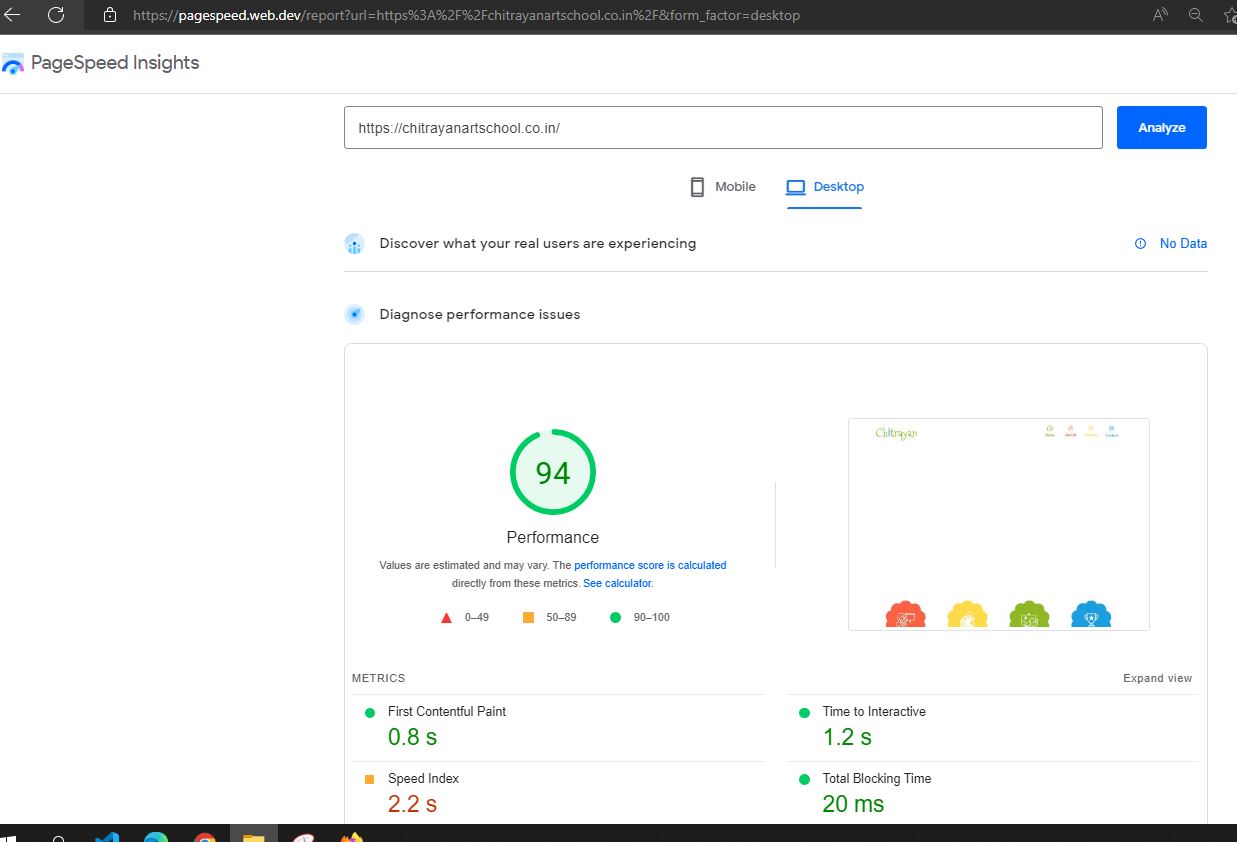 https://pagespeed.web.dev/report?url=https%3A%2F%2Fchitrayanartschool.co.in%2F&form_factor=desktop
PageSpeed Insights
https://chitrayanartschool.co.in/
Analyze
Mobile
Desktop
Discover what your real users are experiencing
No Data
Diagnose performance issues
94
Performance
Values are estimated and may vary. The performance score is calculated
directly from these metrics. See calculator.
0–49
50–89
90–100
Chitrayan
METRICS
Expand view
First Contentful Paint
0.8 s
Time to Interactive
1.2 s
Speed Index
2.2 s
Total Blocking Time
20 ms